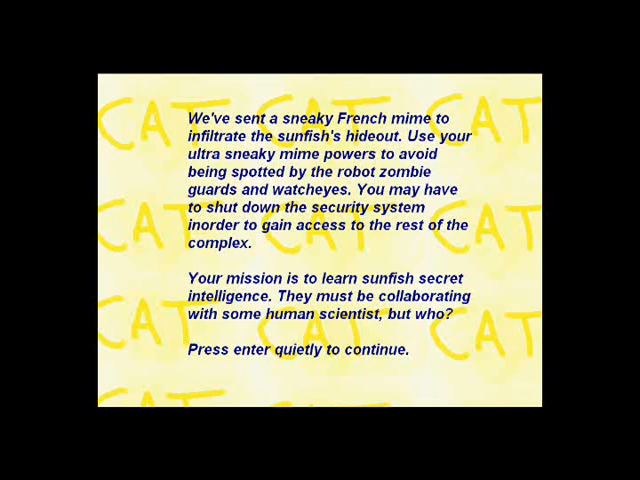 CAT CAT CAT
We've sent a sneaky French mime to
infiltrate the sunfish's hideout. Use your
ultra sneaky mime powers to avoid
being spotted by the robot zombie
guards and watcheyes. You may have
to shut down the security system
inorder to gain access to the rest of the
complex.
CAT CAT CAT
Your mission is to learn sunfish secret
intelligence. They must be collaborating
with some human scientist, but who?
CAT CAT CAT
Press enter quietly to continue.
CAT CAT CAT